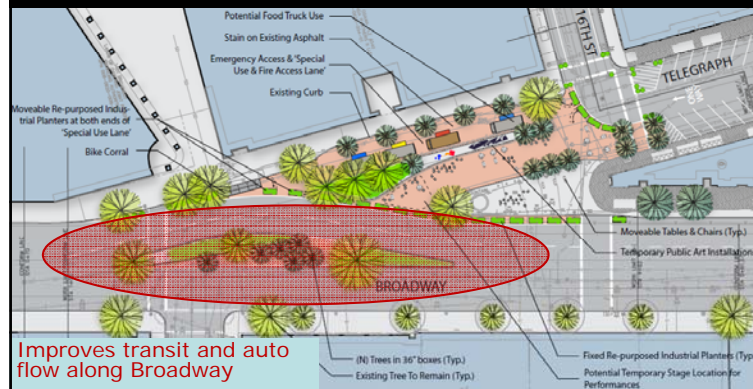 Potential Food Truck Use
Stain on Existing Asphalt
Emergency Access & 'Special
Use & Fire Access Lane'
Existing Curb
Moveable Re-purposed Indus-
trial Planters at both ends of
'Special Use Lane'
Bike Corral
16TH ST
TELEGRAPH
Moveable Tables & Chairs (Typ.)
Temporary Public Art Installation
BROADWAY
Improves transit and auto
flow along Broadway
(N) Trees in 36" boxes (Typ.)
Existing Tree To Remain (Typ.)
Fixed Re-purposed Industrial Planters (Typ
Potential Temporary Stage Location for
Performances